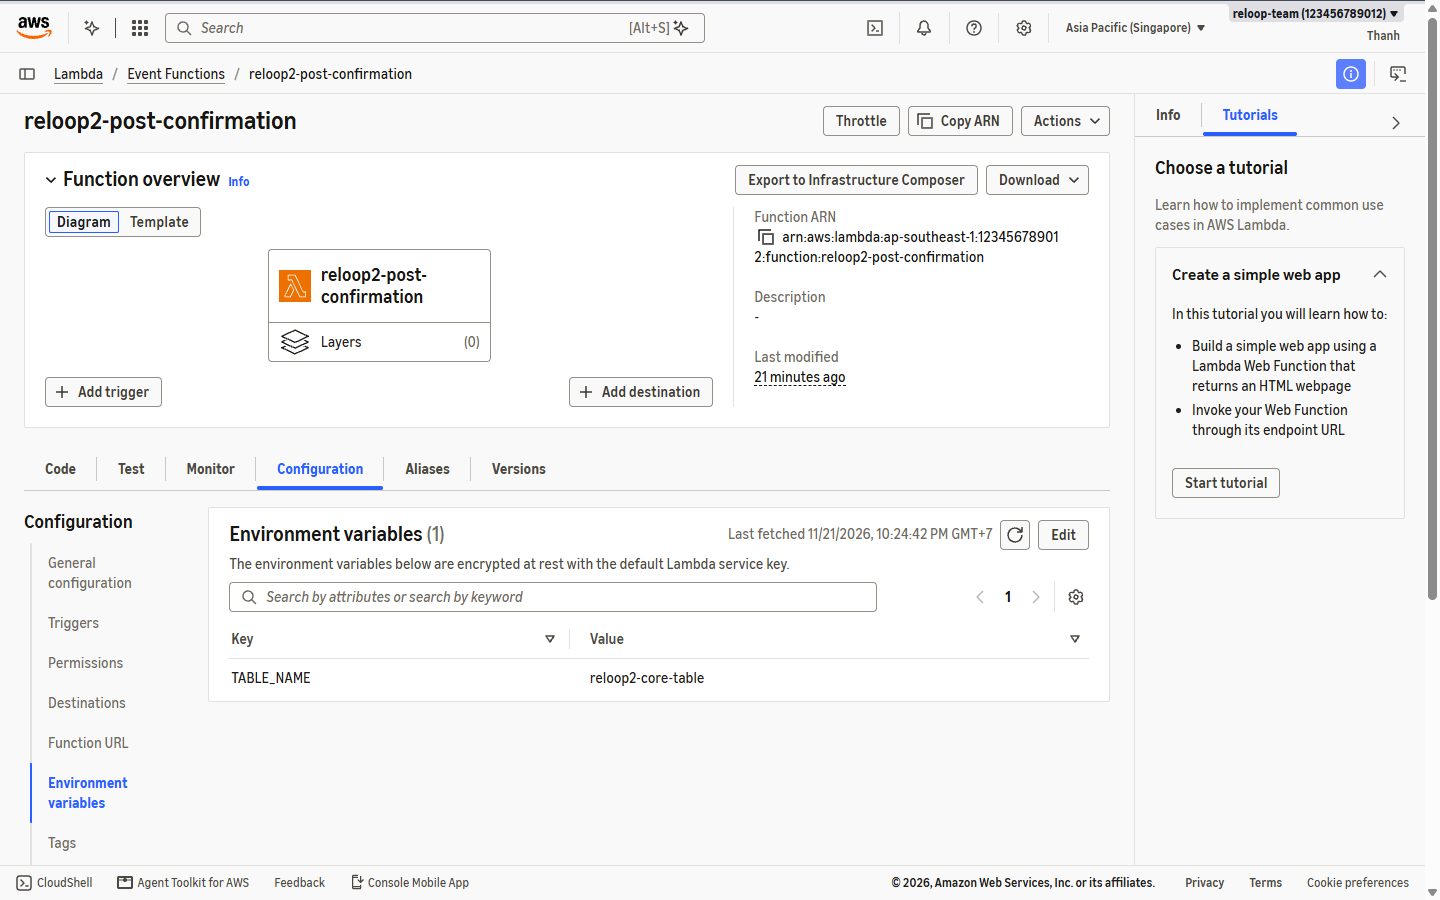 aws
Search
[Alt+S]
Asia Pacific (Singapore)
reloop-team (123456789012)
Thanh
Lambda / Event Functions / reloop2-post-confirmation
reloop2-post-confirmation
Throttle
Copy ARN
Actions
Function overview Info
Export to Infrastructure Composer
Download
Diagram
Template
reloop2-post-
confirmation
Layers (0)
Add trigger
Add destination
Function ARN
arn:aws:lambda:ap-southeast-1:12345678901
2:function:reloop2-post-confirmation
Description
-
Last modified
21 minutes ago
Code
Test
Monitor
Configuration
Aliases
Versions
Configuration
General
configuration
Triggers
Permissions
Destinations
Function URL
Environment
variables
Tags
Environment variables (1)
Last fetched 11/21/2026, 10:24:42 PM GMT+7
Edit
The environment variables below are encrypted at rest with the default Lambda service key.
Search by attributes or search by keyword
1
Key
Value
TABLE_NAME
reloop2-core-table
Info
Tutorials
Choose a tutorial
Learn how to implement common use
cases in AWS Lambda.
Create a simple web app
In this tutorial you will learn how to:
• Build a simple web app using a
Lambda Web Function that
returns an HTML webpage
• Invoke your Web Function
through its endpoint URL
Start tutorial
CloudShell
Agent Toolkit for AWS
Feedback
Console Mobile App
© 2026, Amazon Web Services, Inc. or its affiliates.
Privacy
Terms
Cookie preferences